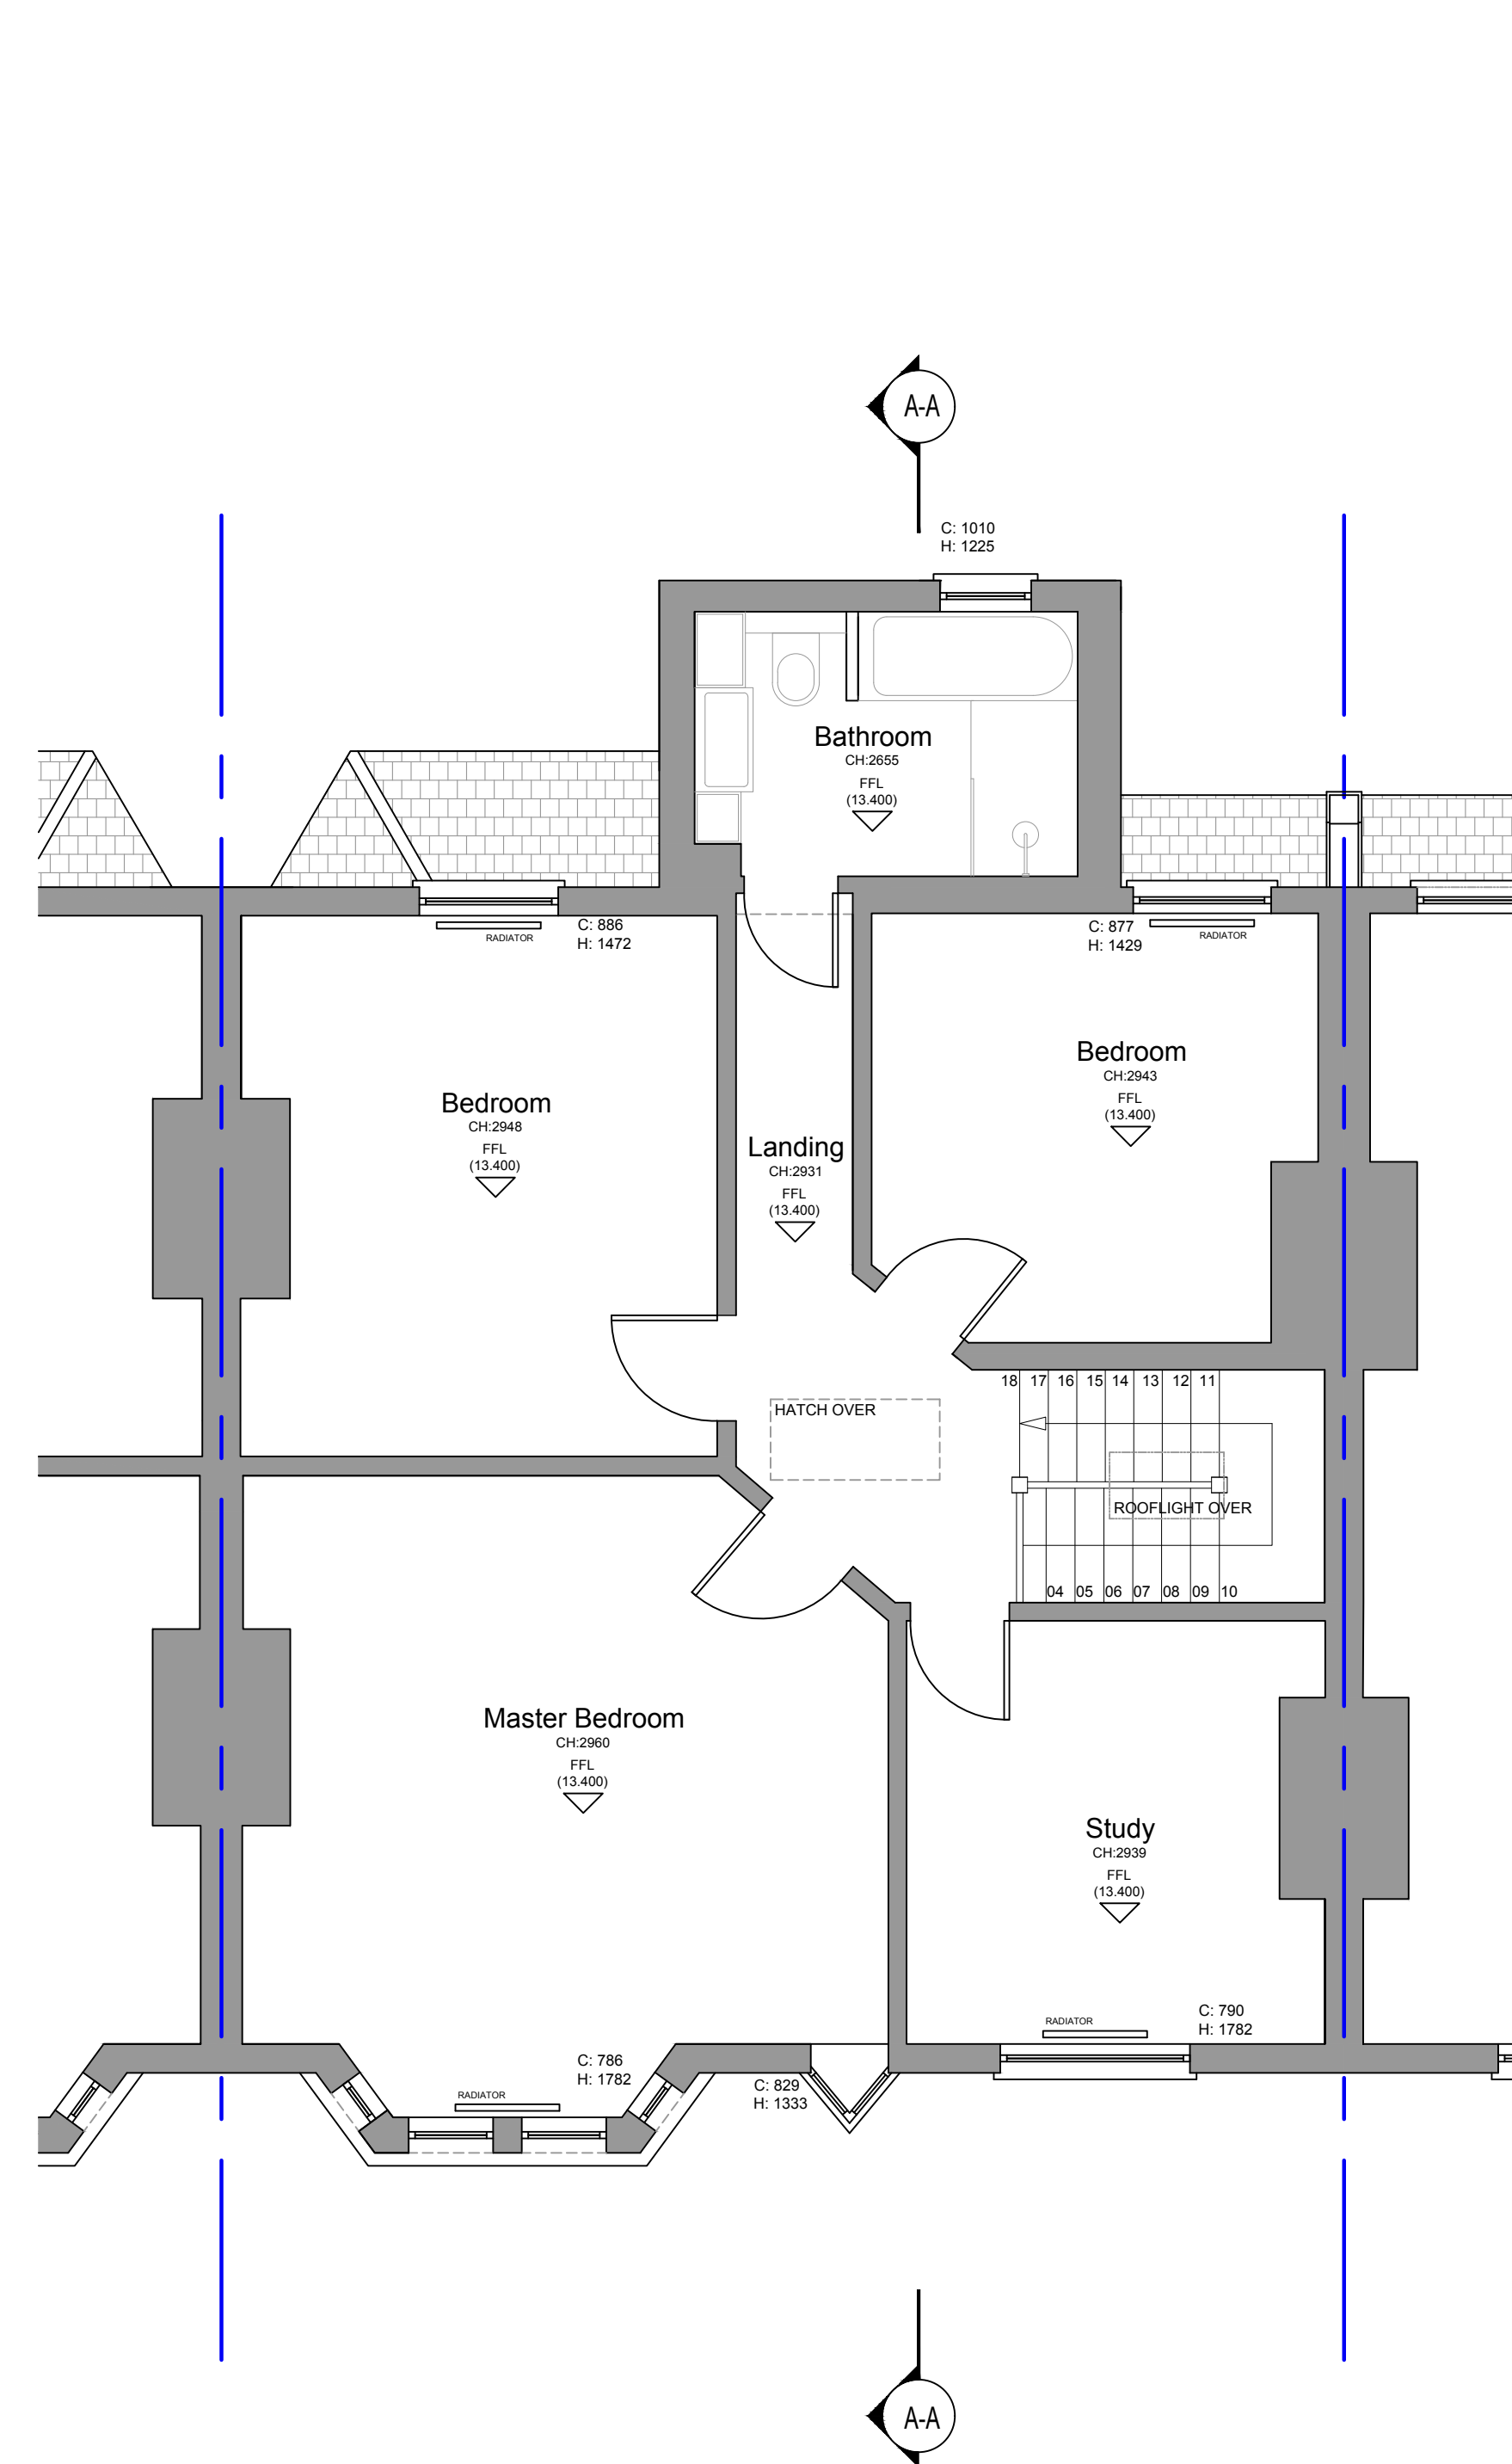 A-A
C: 1010
H: 1225
Bathroom
CH:2655
FFL
(13.400)
C: 886
H: 1472
RADIATOR
C: 877
H: 1429
RADIATOR
Bedroom
CH:2948
FFL
(13.400)
Landing
CH:2931
FFL
(13.400)
Bedroom
CH:2943
FFL
(13.400)
18 17 16 15 14 13 12 11
HATCH OVER
ROOFLIGHT OVER
04 05 06 07 08 09 10
Master Bedroom
CH:2960
FFL
(13.400)
Study
CH:2939
FFL
(13.400)
C: 790
H: 1782
RADIATOR
C: 786
H: 1782
RADIATOR
C: 829
H: 1333
A-A